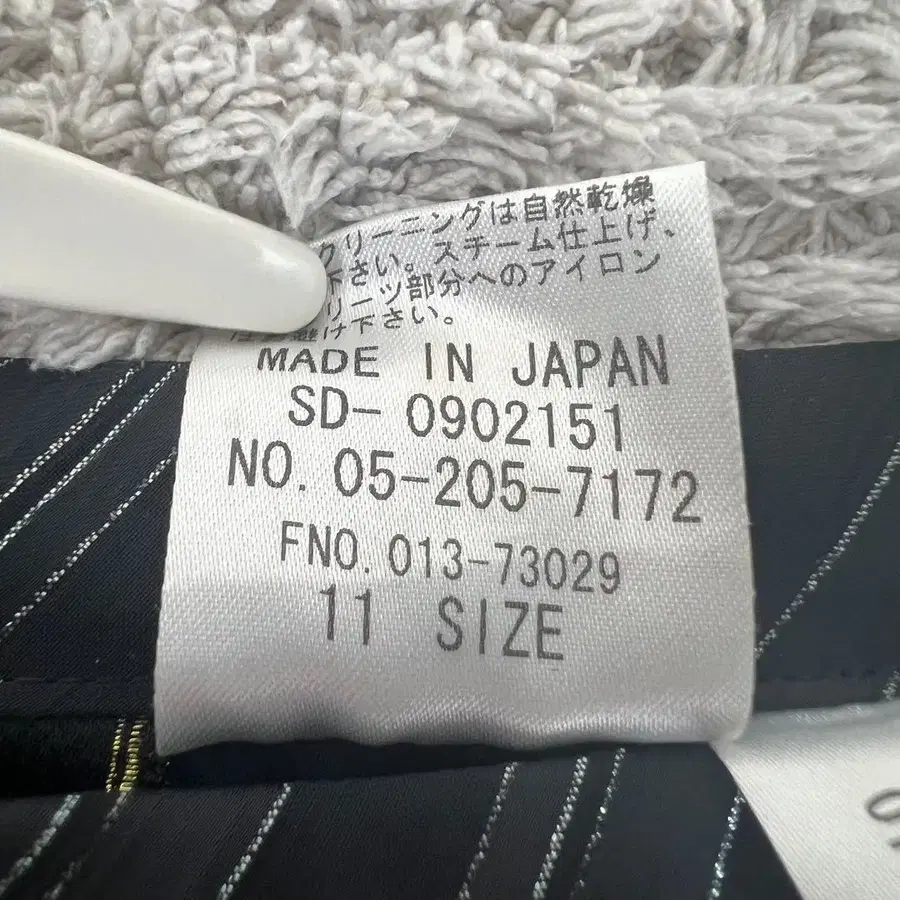 クリーニングは自然乾燥
下さい。スチーム仕上げ、
リーツ部分へのアイロン
避け下さい。
MADE IN JAPAN
SD- 0902151
NO. 05-205-7172
FNO. 013-73029
11 SIZE